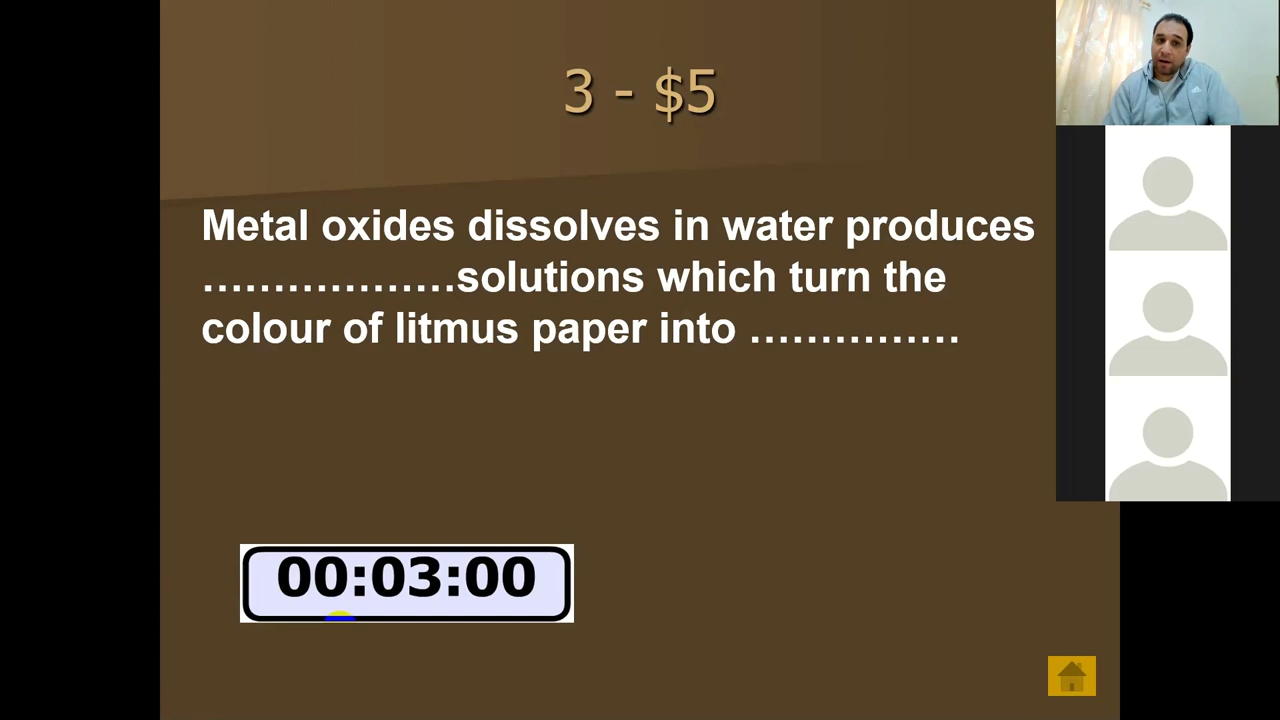 3 - $5
Metal oxides dissolves in water produces
………………solutions which turn the
colour of litmus paper into ……………
00:03:00